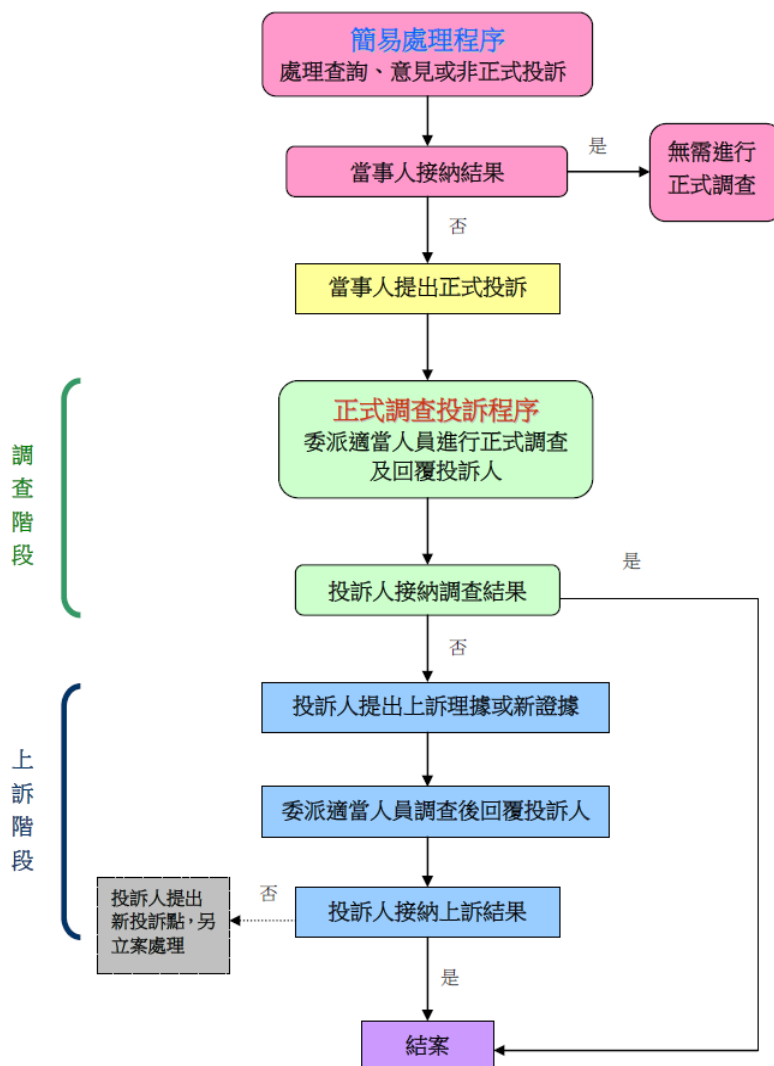 簡易處理程序
處理查詢、意見或非正式投訴
當事人接納結果
是
無需進行
正式調查
否
當事人提出正式投訴
調查階段
正式調查投訴程序
委派適當人員進行正式調查
及回覆投訴人
投訴人接納調查結果
是
否
上訴階段
投訴人提出上訴理據或新證據
委派適當人員調查後回覆投訴人
投訴人接納上訴結果
否
投訴人提出
新投訴點，另
立案處理
是
結案